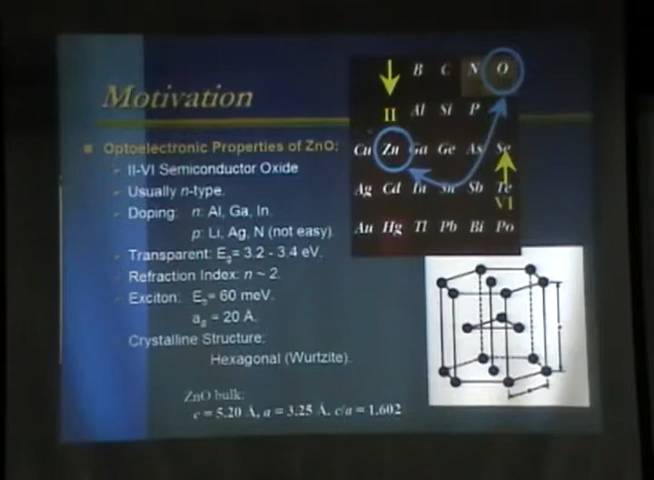 Motivation
Optoelectronic Properties of ZnO:
II-VI Semiconductor Oxide
Usually n-type.
Doping: n: Al, Ga, In.
p: Li, Ag, N (not easy).
Transparent: Eg= 3.2 - 3.4 eV.
Refraction Index: n ~ 2.
Exciton: Eb= 60 meV.
aB = 20 Å.
Crystalline Structure:
Hexagonal (Wurtzite).
ZnO bulk:
c = 5.20 Å, a = 3.25 Å. c/a = 1.602
B C N O
II Al Si P
Cu Zn Ga Ge As Se
Ag Cd In Sn Sb Te
VI
Au Hg Tl Pb Bi Po